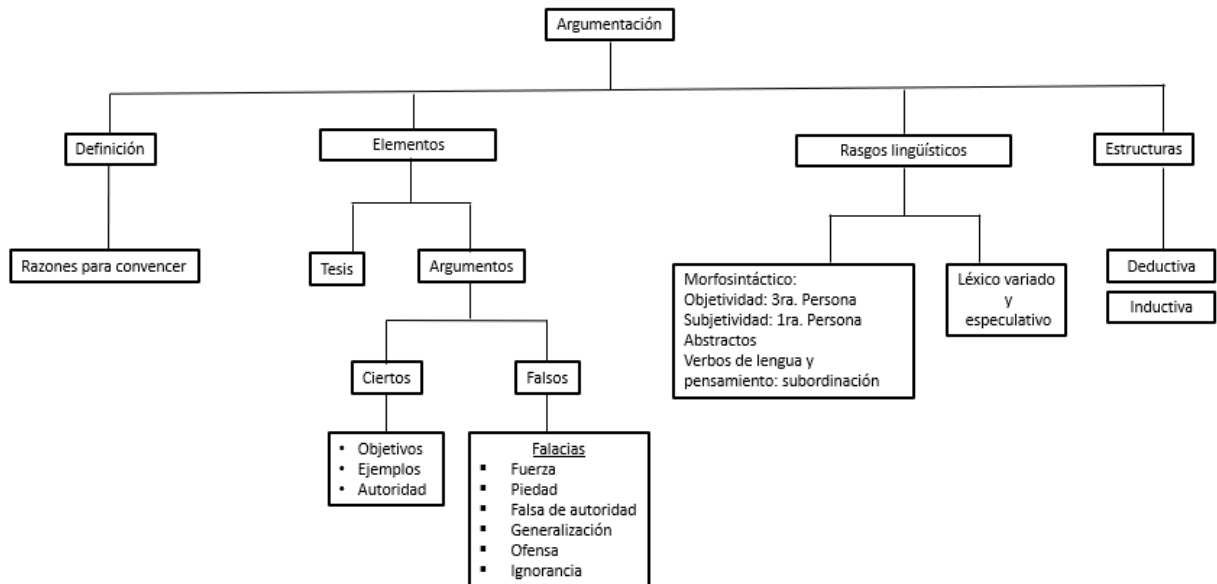 Argumentación
Definición
Elementos
Rasgos lingüísticos
Estructuras
Razones para convencer
Tesis
Argumentos
Morfosintáctico:
Objetividad: 3ra. Persona
Subjetividad: 1ra. Persona
Abstractos
Verbos de lengua y
pensamiento: subordinación
Léxico variado
y
especulativo
Deductiva
Inductiva
Ciertos
Falsos
• Objetivos
• Ejemplos
• Autoridad
Falacias
▪ Fuerza
▪ Piedad
▪ Falsa de autoridad
▪ Generalización
▪ Ofensa
▪ Ignorancia